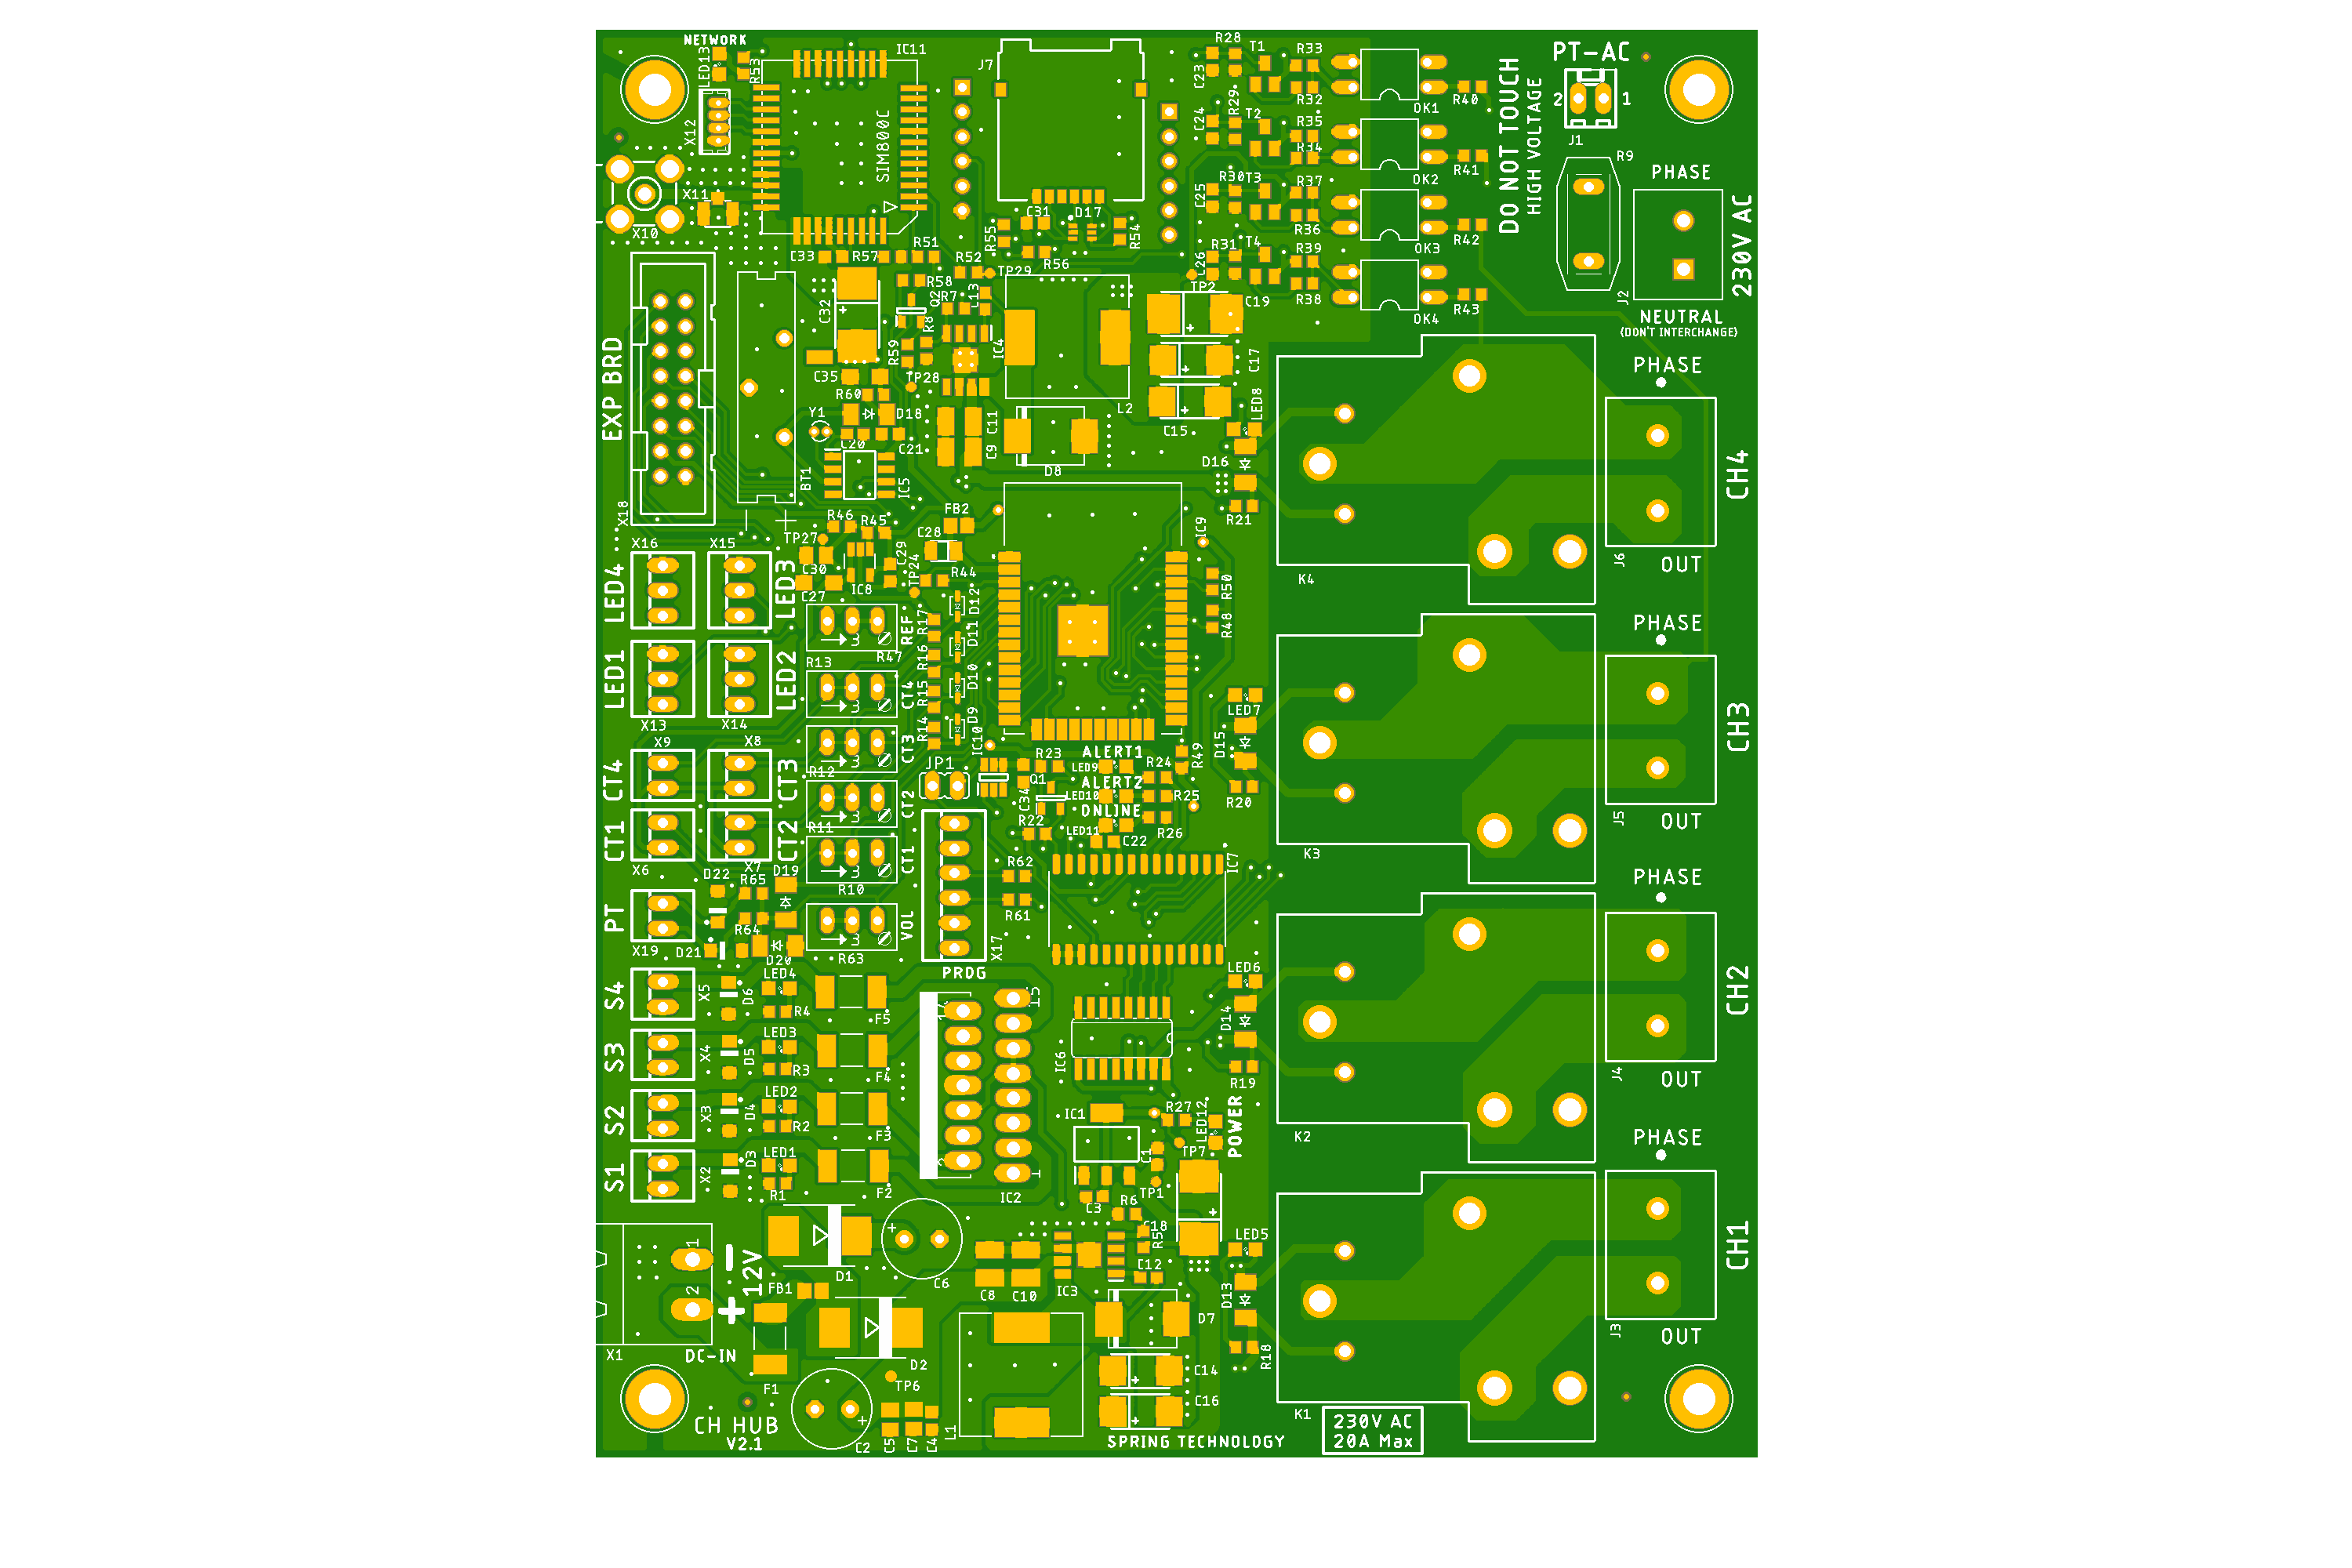 NETWORK
LED13
R53
IC11
J7
R28
T1
R33
PT-AC
C23
R32
OK1
R40
2
1
J1
X12
SIM800C
C24
R29
T2
R35
R34
OK2
R41
DO NOT TOUCH
HIGH VOLTAGE
R9
PHASE
X11
X10
C31
D17
R54
R55
R56
C25
R30
T3
R37
R36
OK3
R42
230V AC
C33
R57
R51
R52
TP29
R31
T4
R39
C26
TP2
R38
OK4
R43
J2
NEUTRAL
(DON'T INTERCHANGE)
C32
R58
Q2
R7
C13
R8
R59
IC4
C19
C17
EXP BRD
C35
TP28
R60
D18
L2
C15
LED8
PHASE
Y1
C20
C21
C11
C9
D8
D16
CH4
X18
BT1
IC5
R21
R46
R45
FB2
IC9
X16
X15
TP27
C28
C30
C29
TP24
R44
J6
OUT
K4
LED4
LED3
C27
IC8
D12
R50
R48
REF
R17
D11
R47
PHASE
LED1
LED2
R13
R16
D10
CT4
R15
LED7
X13
X14
R14
D9
D15
CH3
X9
X8
CT3
IC10
R23
ALERT1
R49
CT4
CT3
R12
JP1
LED9
R24
ALERT2
Q1
LED10
R25
R20
CT2
C34
ONLINE
R22
LED11
R26
C22
J5
OUT
CT1
CT2
R11
X6
X7
CT1
R62
IC7
K3
D22
R65
D19
R10
PHASE
PT
VOL
R61
R64
X19
D21
D20
R63
X17
PROG
LED6
S4
X5
D6
LED4
R4
F5
D14
CH2
S3
X4
D5
LED3
R3
F4
IC6
R19
J4
OUT
S2
X3
D4
LED2
R2
F3
IC1
R27
LED12
POWER
K2
PHASE
S1
X2
D3
LED1
R1
F2
IC2
C1
TP7
TP1
C3
R6
C18
R5
LED5
CH1
1
2
12V
D1
C6
C8
C10
IC3
C12
FB1
D13
D7
X1
DC-IN
F1
D2
TP6
C14
C16
R18
J3
OUT
CH HUB
V2.1
C2
C5
C7
C4
L1
SPRING TECHNOLOGY
K1
230V AC
20A Max